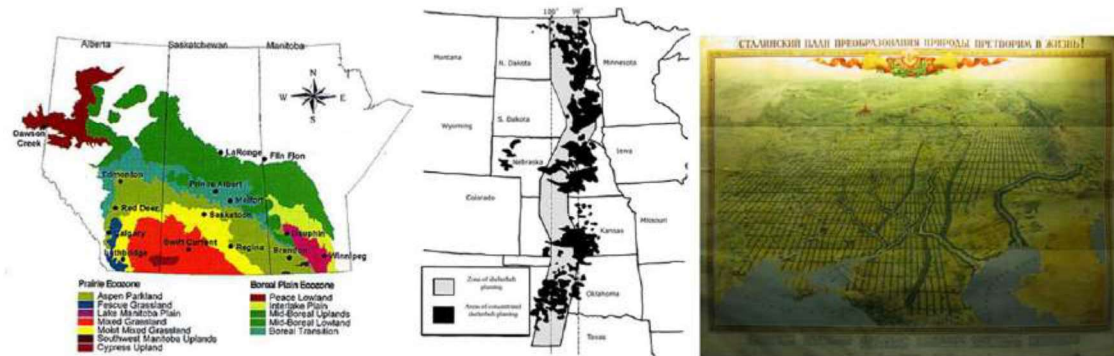 Alberta Saskatchewan Manitoba
N
W E
S
Dawson
Creek
LaRonge
Flin Flon
Edmonton
Prince Albert
Melfort
Red Deer
Saskatoon
Calgary
Dauphin
Swift Current
Regina
Lethbridge
Brandon
Winnipeg
Prairie Ecozone
Aspen Parkland
Fescue Grassland
Lake Manitoba Plain
Mixed Grassland
Moist Mixed Grassland
Southwest Manitoba Uplands
Cypress Upland
Boreal Plain Ecozone
Peace Lowland
Interlake Plain
Mid-Boreal Uplands
Mid-Boreal Lowland
Boreal Transition
100° 98°
Montana
N. Dakota
Minnesota
S. Dakota
Wyoming
Nebraska
Iowa
Colorado
Kansas
Missouri
Oklahoma
Texas
Zone of shelterbelt
planting
Areas of concentrated
shelterbelt planting
СТАЛИНСКИЙ ПЛАН ПРЕОБРАЗОВАНИЯ ПРИРОДЫ ПРЕТВОРИМ В ЖИЗНЬ!